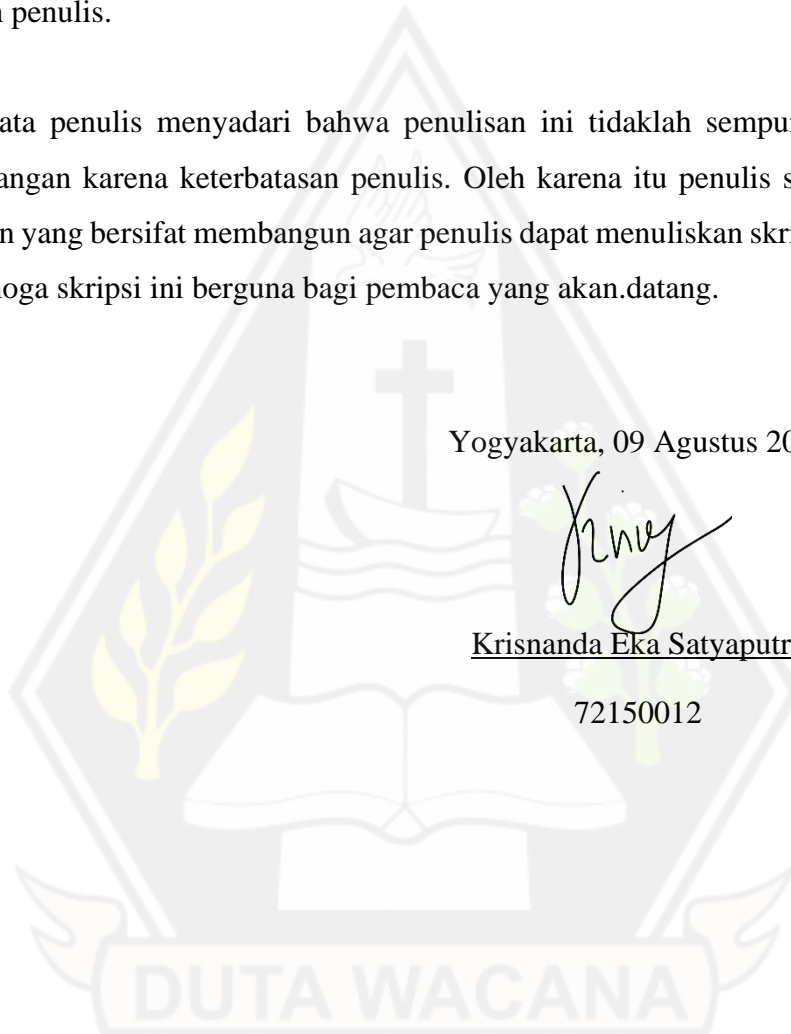 n penulis.
ata penulis menyadari bahwa penulisan ini tidaklah sempu
angan karena keterbatasan penulis. Oleh karena itu penulis s
n yang bersifat membangun agar penulis dapat menuliskan skri
oga skripsi ini berguna bagi pembaca yang akan.datang.
Yogyakarta, 09 Agustus 20
Krisnanda Eka Satyaputr
72150012
DUTA WACANA